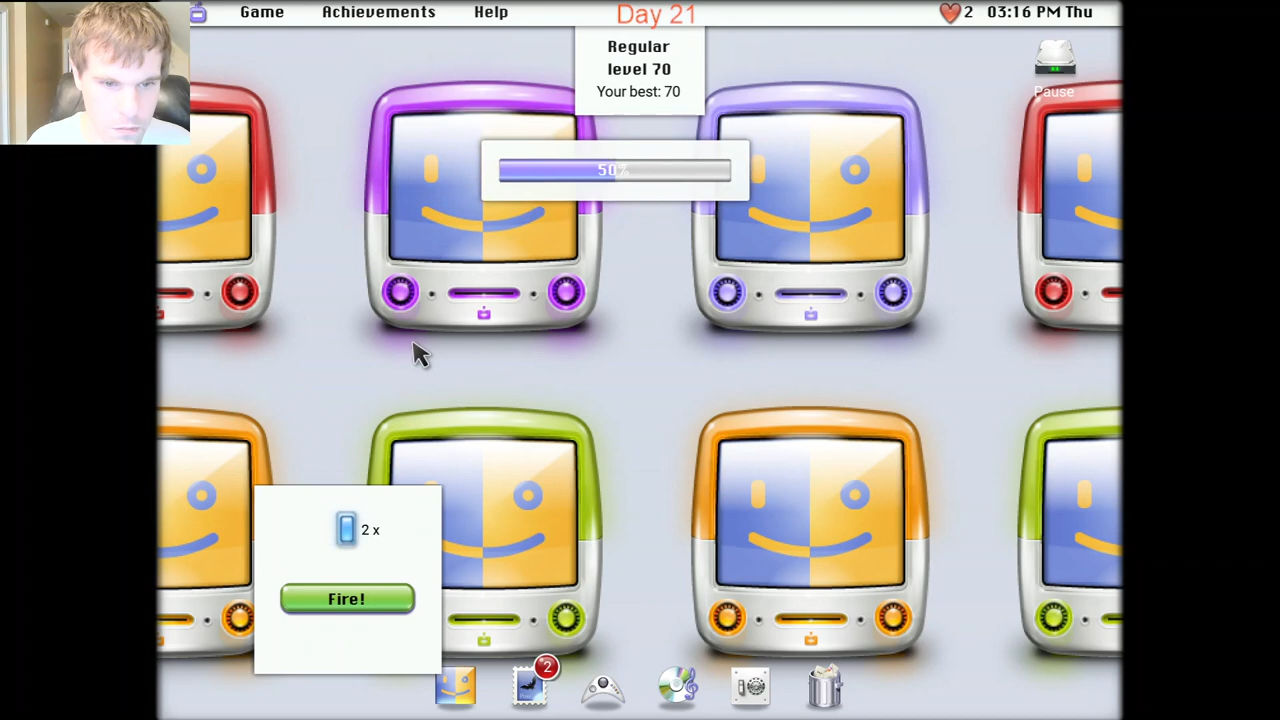 Game Achievements Help Day 21 2 03:16 PM Thu
Regular
level 70
Your best: 70
Pause
50%
2 x
Fire!
2